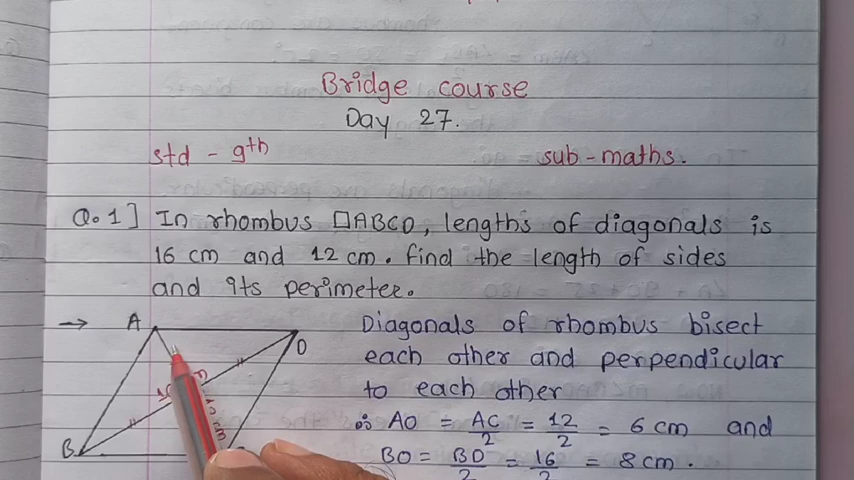 Bridge course
Day 27.
std - 9th sub-maths.
Q.1] In rhombus □ABCD, lengths of diagonals is
16 cm and 12 cm. find the length of sides
and its perimeter.
→ A D
B
Diagonals of rhombus bisect
each other and perpendicular
to each other
∴ AO = AC/2 = 12/2 = 6 cm and
BO = BD/2 = 16/2 = 8 cm.